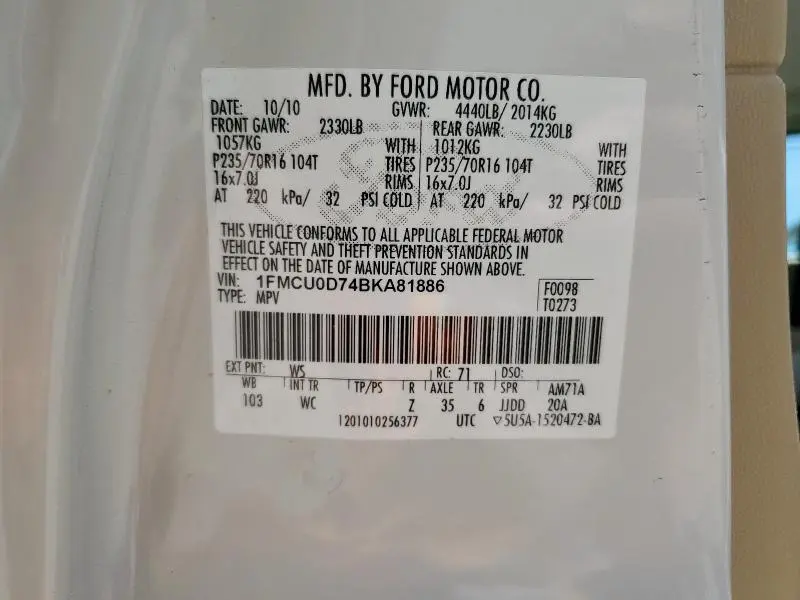 MFD. BY FORD MOTOR CO.
DATE: 10/10 GVWR: 4440LB/ 2014KG
FRONT GAWR: 2330LB REAR GAWR: 2230LB
1057KG WITH 1012KG WITH
P235/70R16 104T TIRES P235/70R16 104T TIRES
16x7.0J RIMS 16x7.0J RIMS
AT 220 kPa/ 32 PSI COLD AT 220 kPa/ 32 PSI COLD
THIS VEHICLE CONFORMS TO ALL APPLICABLE FEDERAL MOTOR
VEHICLE SAFETY AND THEFT PREVENTION STANDARDS IN
EFFECT ON THE DATE OF MANUFACTURE SHOWN ABOVE.
VIN: 1FMCU0D74BKA81886 F0098
TYPE: MPV T0273
EXT PNT: WS RC: 71 DSO:
WB INT TR TP/PS R AXLE TR SPR AM71A
103 WC Z 35 6 JJDD 20A
1201010256377 UTC ▽5U5A-1520472-BA